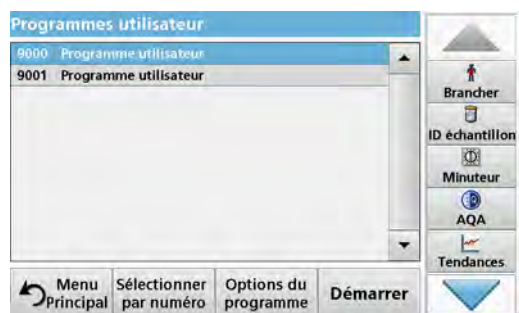 Programmes utilisateur
9000 Programme utilisateur
9001 Programme utilisateur
Brancher
ID échantillon
Minuteur
AQA
Tendances
Menu
Principal
Sélectionner
par numéro
Options du
programme
Démarrer